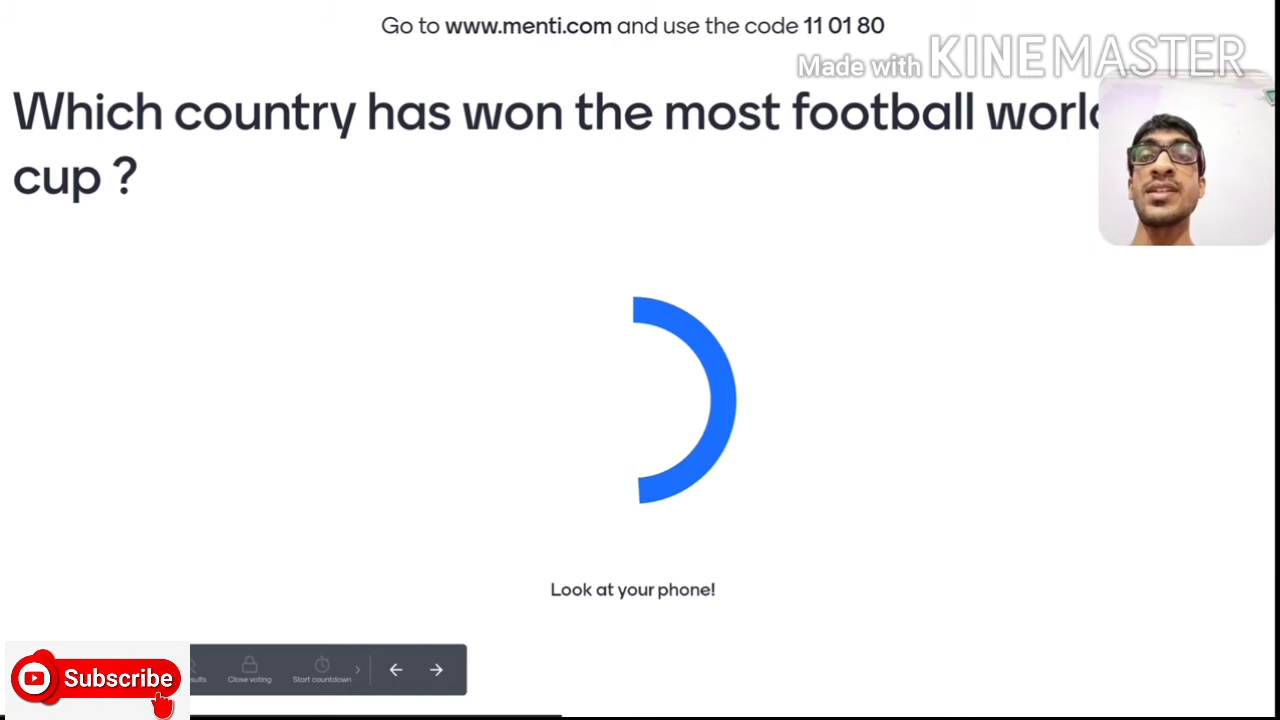 Go to www.menti.com and use the code 11 01 80
Made with KINEMASTER
Which country has won the most football
cup ?
Look at your phone!
Subscribe
Close voting
Start countdown